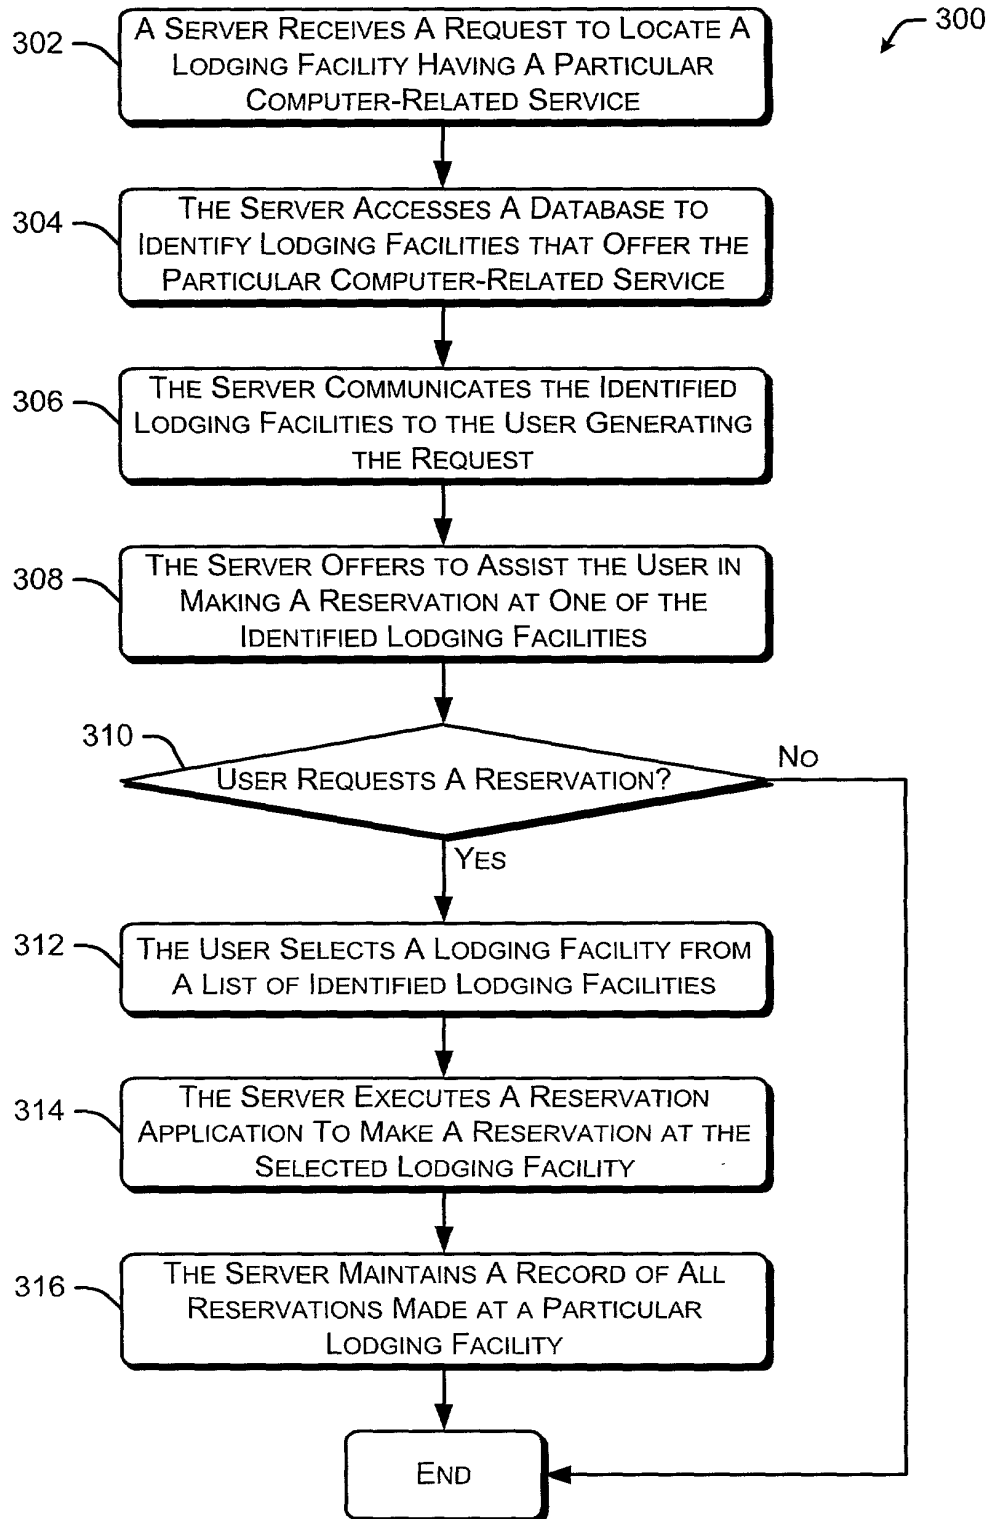 300
302
A SERVER RECEIVES A REQUEST TO LOCATE A
LODGING FACILITY HAVING A PARTICULAR
COMPUTER-RELATED SERVICE
304
THE SERVER ACCESSES A DATABASE TO
IDENTIFY LODGING FACILITIES THAT OFFER THE
PARTICULAR COMPUTER-RELATED SERVICE
306
THE SERVER COMMUNICATES THE IDENTIFIED
LODGING FACILITIES TO THE USER GENERATING
THE REQUEST
308
THE SERVER OFFERS TO ASSIST THE USER IN
MAKING A RESERVATION AT ONE OF THE
IDENTIFIED LODGING FACILITIES
310
USER REQUESTS A RESERVATION?
NO
YES
312
THE USER SELECTS A LODGING FACILITY FROM
A LIST OF IDENTIFIED LODGING FACILITIES
314
THE SERVER EXECUTES A RESERVATION
APPLICATION TO MAKE A RESERVATION AT THE
SELECTED LODGING FACILITY
316
THE SERVER MAINTAINS A RECORD OF ALL
RESERVATIONS MADE AT A PARTICULAR
LODGING FACILITY
END